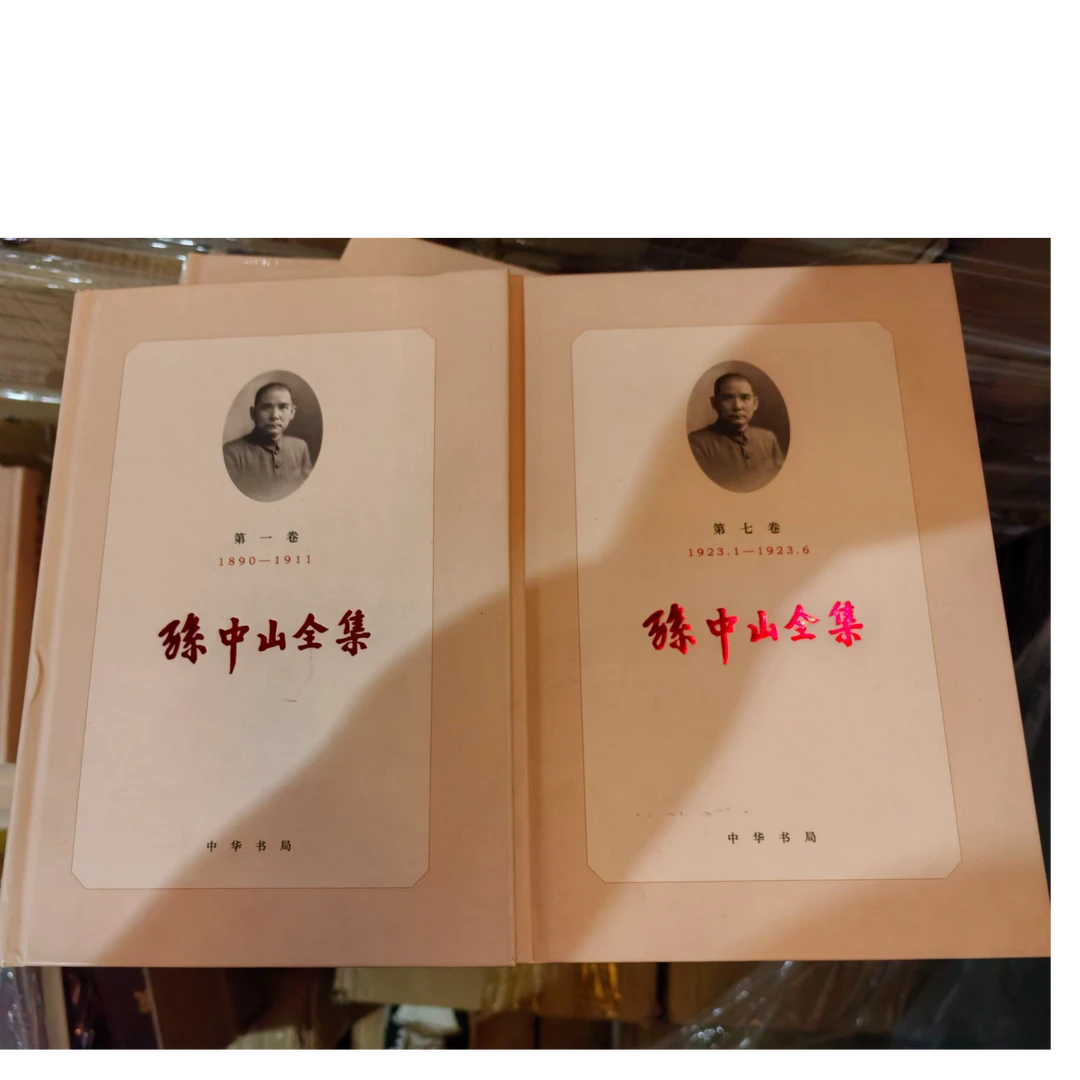 第一卷
1890—1911
孫中山全集
中华书局
第七卷
1923.1—1923.6
孫中山全集
中华书局